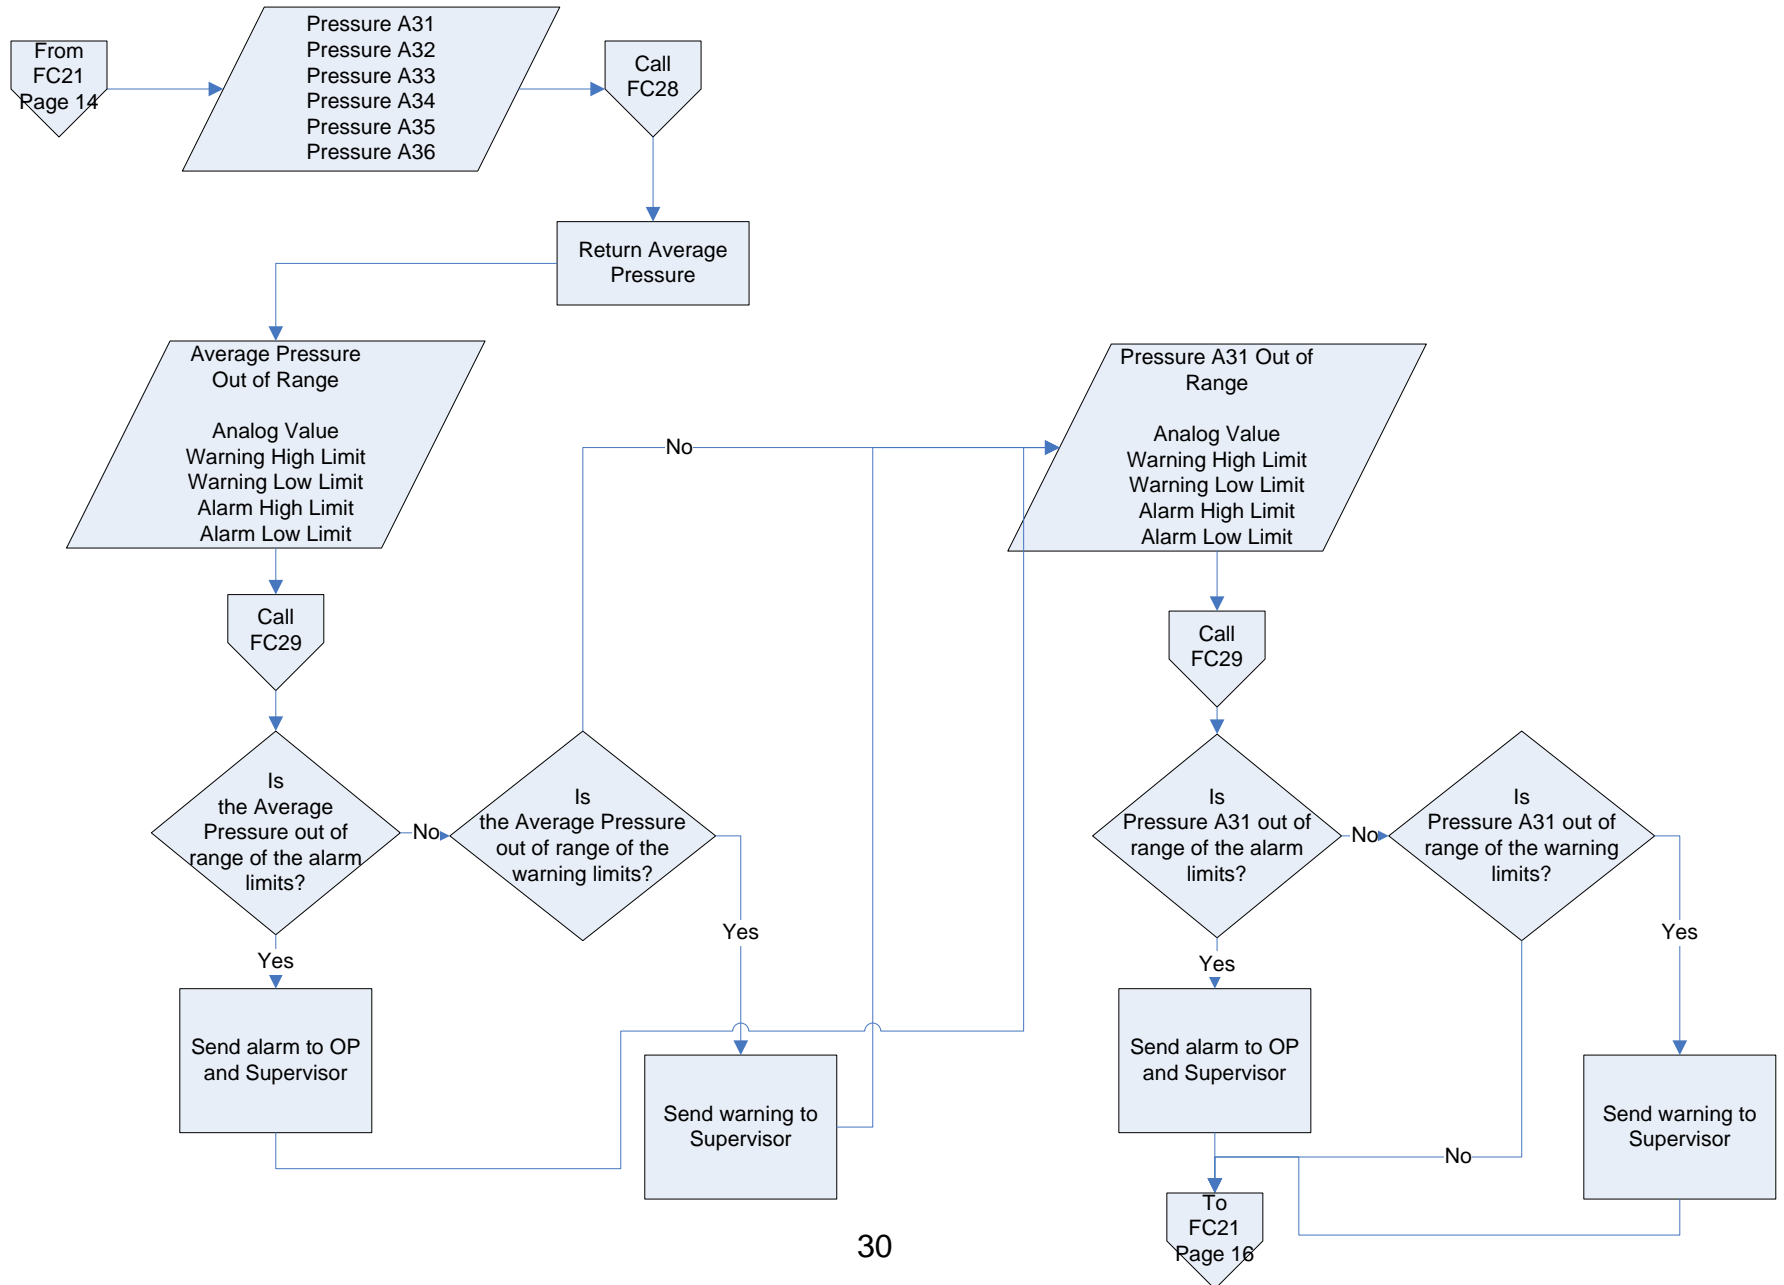 From
FC21
Page 14
Pressure A31
Pressure A32
Pressure A33
Pressure A34
Pressure A35
Pressure A36
Call
FC28
Return Average
Pressure
Average Pressure
Out of Range
Analog Value
Warning High Limit
Warning Low Limit
Alarm High Limit
Alarm Low Limit
Call
FC29
Is
the Average
Pressure out of
range of the alarm
limits?
No
Is
the Average Pressure
out of range of the
warning limits?
No
Yes
Send alarm to OP
and Supervisor
Yes
Send warning to
Supervisor
Pressure A31 Out of
Range
Analog Value
Warning High Limit
Warning Low Limit
Alarm High Limit
Alarm Low Limit
Call
FC29
Is
Pressure A31 out of
range of the alarm
limits?
No
Is
Pressure A31 out of
range of the warning
limits?
Yes
Yes
Send alarm to OP
and Supervisor
Send warning to
Supervisor
No
To
FC21
Page 16
30